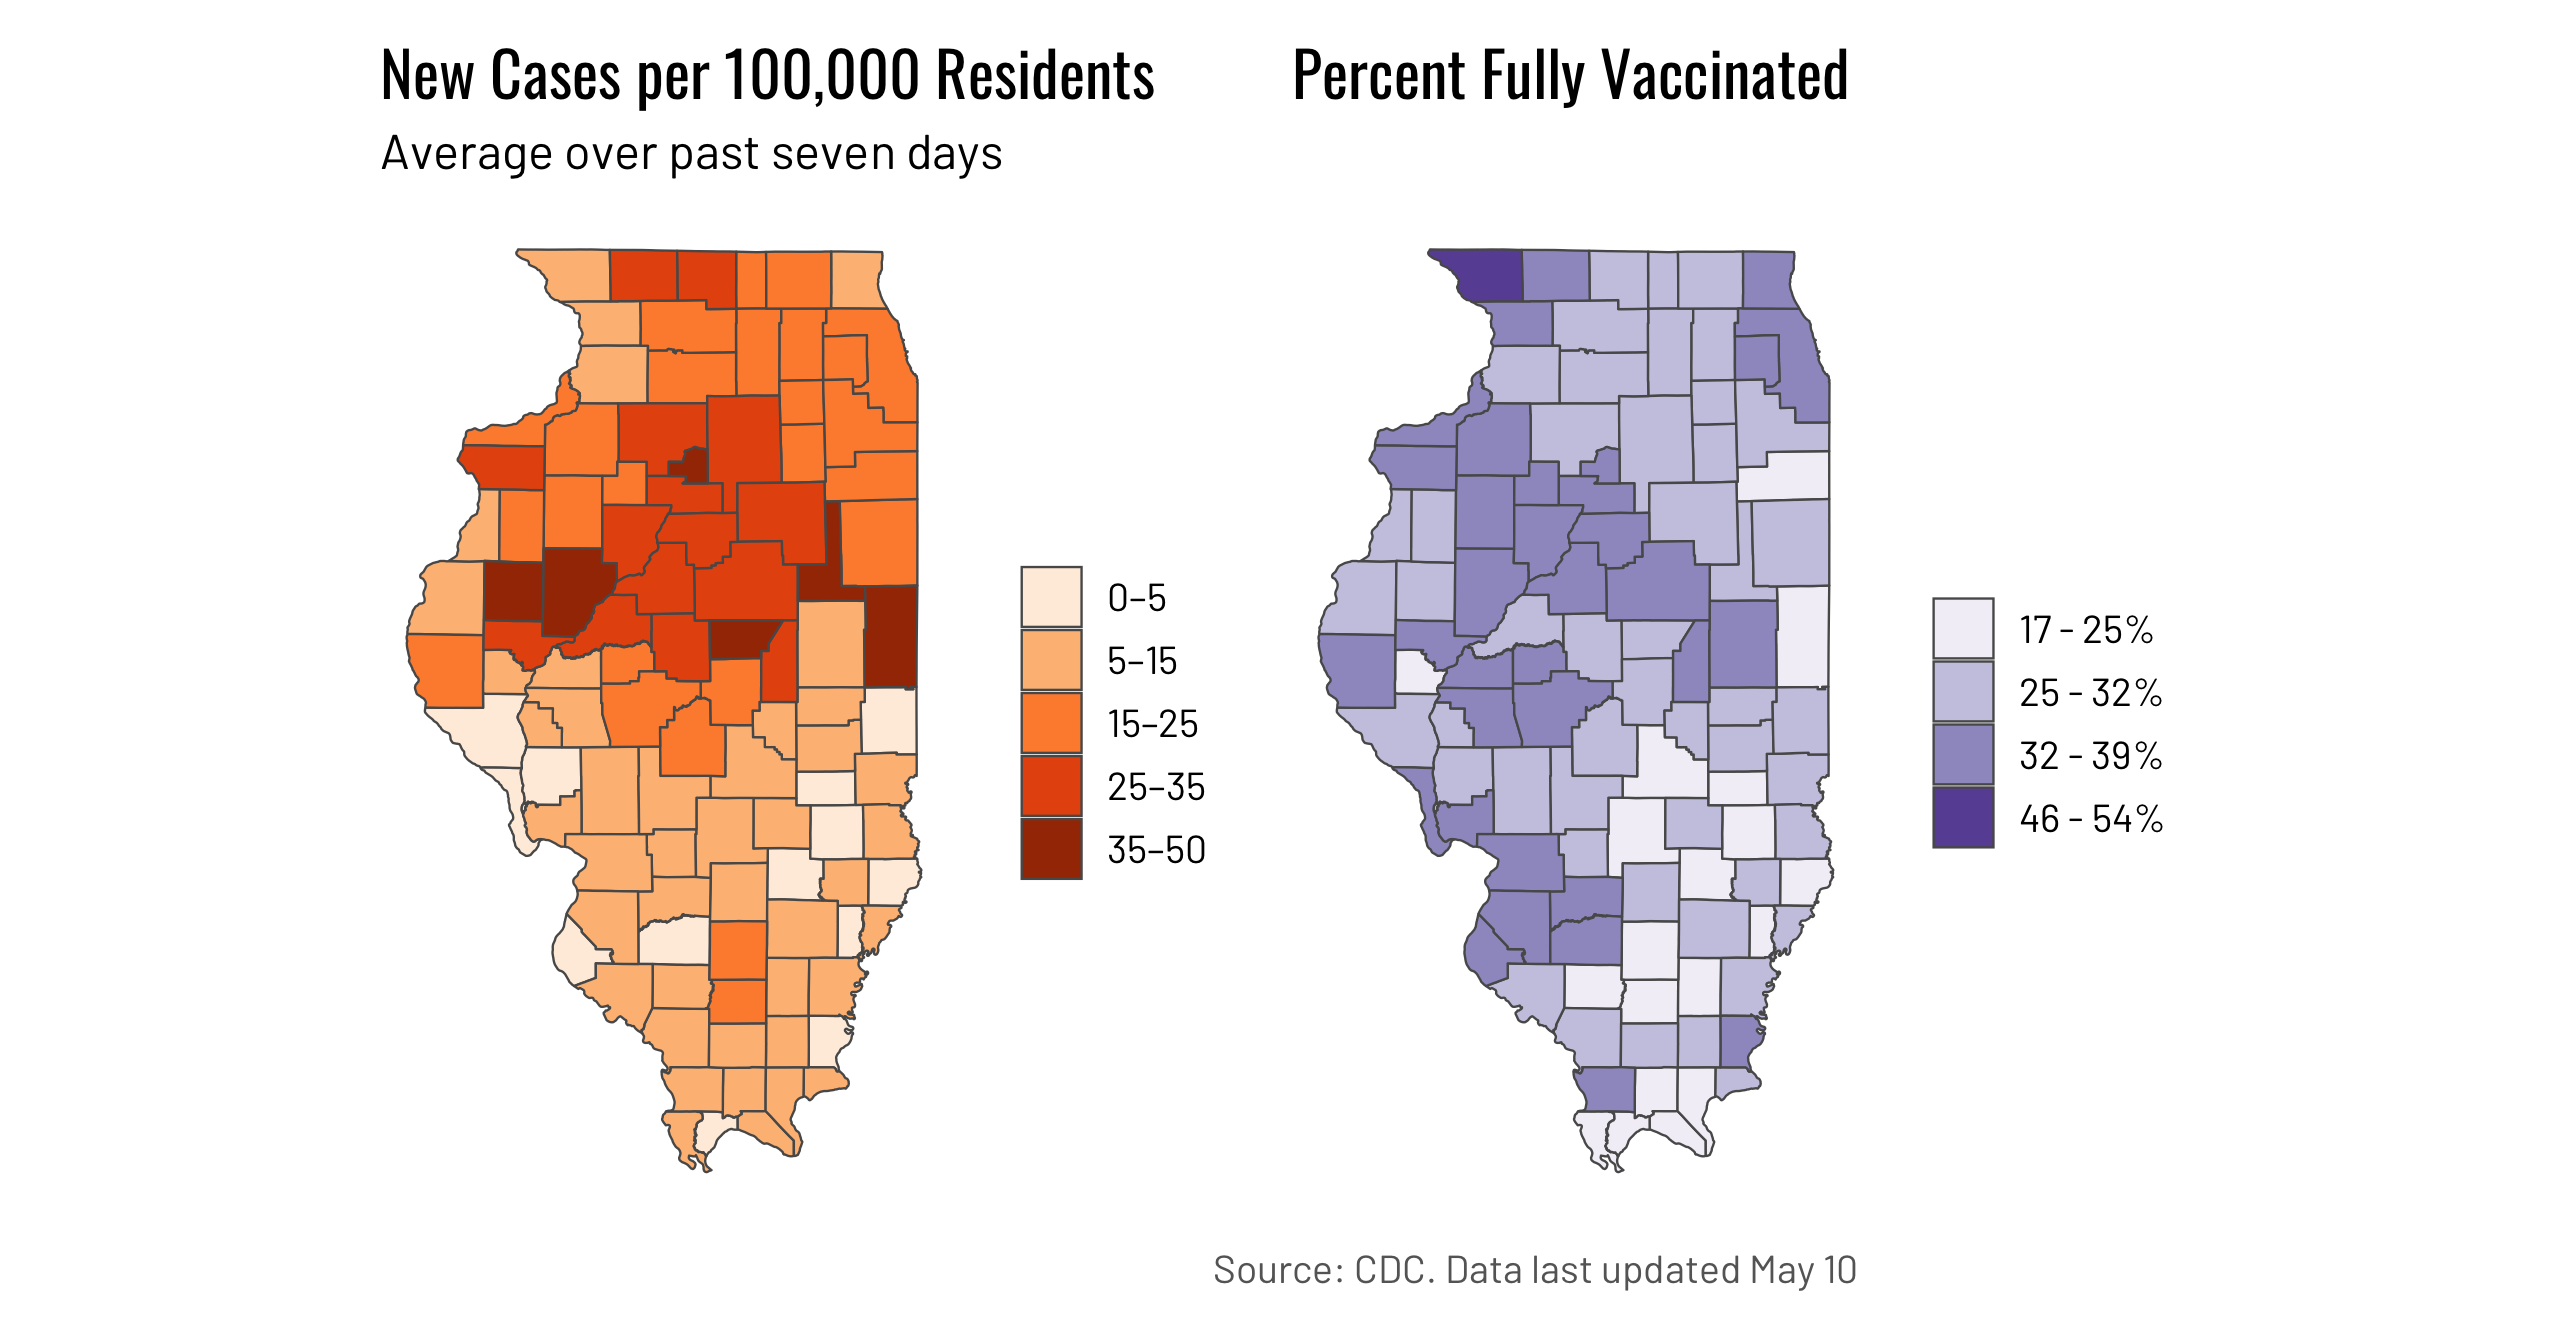 New Cases per 100,000 Residents
Average over past seven days
0–5
5–15
15–25
25–35
35–50
Percent Fully Vaccinated
17 - 25%
25 - 32%
32 - 39%
46 - 54%
Source: CDC. Data last updated May 10